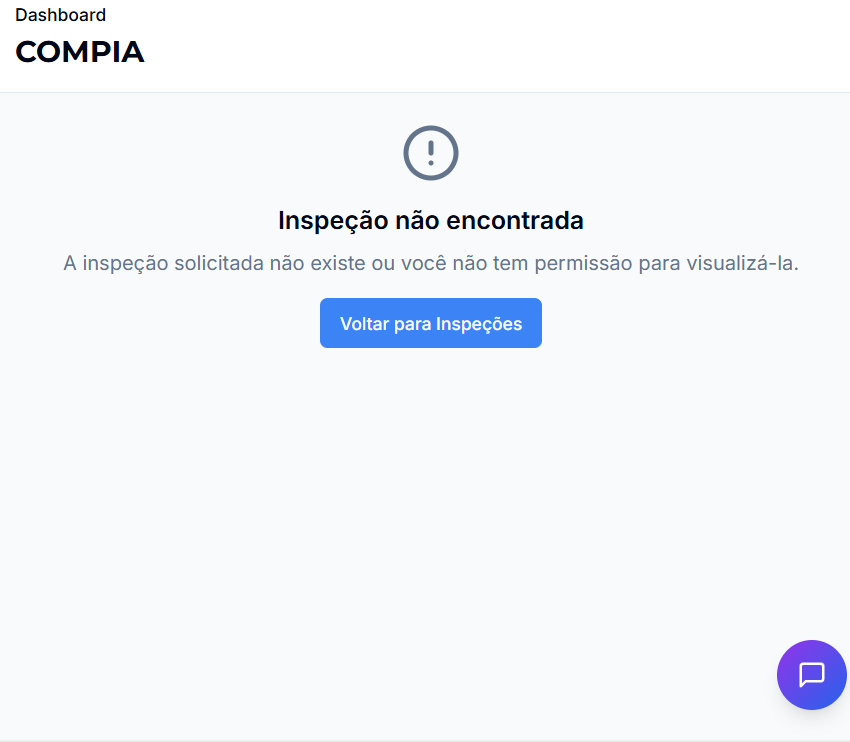 Dashboard
COMPIA
Inspeção não encontrada
A inspeção solicitada não existe ou você não tem permissão para visualizá-la.
Voltar para Inspeções